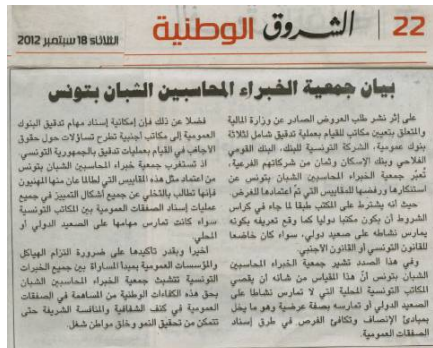 22
الشروق الوطنية
الثلاثاء 18 سبتمبر 2012
بيان جمعية الخبراء المحاسبين الشبان بتونس
على إثر نشر طلب العروض الصادر عن وزارة المالية
والمتعلق بتعيين مكاتب للقيام بعملية تدقيق شامل لثلاثة
بنوك عمومية، الشركة التونسية للبنك، البنك القومي
الفلاحي وبنك الإسكان وثمان من شركاتهم الفرعية،
تعبّر جمعية الخبراء المحاسبين الشبان بتونس عن
استنكارها ورفضها للمقاييس التي تمّ اعتمادها للغرض
حيث أنه يشترط على المكتب طبقا لما جاء في كراس
الشروط أن يكون مكتبا دوليا كما وقع تعريفه بكونه
يمارس نشاطه على صعيد دولي، سواء كان خاضعا
للقانون التونسي أو القانون الأجنبي.
وفي هذا الصدد تشير جمعية الخبراء المحاسبين
الشبان بتونس أنّ هذا المقياس من شأنه أن يقصي
المكاتب التونسية المحلية التي لا تمارس نشاطا على
الصعيد الدولي أو تمارسه بصفة عرضية وهو ما يخل
بمبادئ الإنصاف وتكافئ الفرص في طرق إسناد
الصفقات العمومية.
فضلا عن ذلك فإن إمكانية إسناد مهام تدقيق البنوك
العمومية إلى مكاتب أجنبية تطرح تساؤلات حول حقوق
الأجانب في القيام بعمليات تدقيق بالجمهورية التونسي.
إذ تستغرب جمعية خبراء المحاسبين الشبان بتونس
من اعتماد مثل هذه المقاييس التي لطالما عان منها المهنيون
فإنها تطالب بالتخلي عن جميع أشكال التمييز في جميع
عمليات إسناد الصفقات العمومية بين المكاتب التونسية
سواء كانت تمارس مهامها على الصعيد الدولي أو
المحلي.
أخيرا وبقدر تأكيدها على ضرورة التزام الهياكل
والمؤسسات العمومية بمبدأ المساواة بين جميع الخبرات
التونسية تتشبث جمعية الخبراء المحاسبين الشبان
بحق هذه الكفاءات الوطنية من المساهمة في الصفقات
العمومية في كنف الشفافية والمنافسة الشريفة حتى
تتمكن من تحقيق النمو وخلق مواطن شغل.